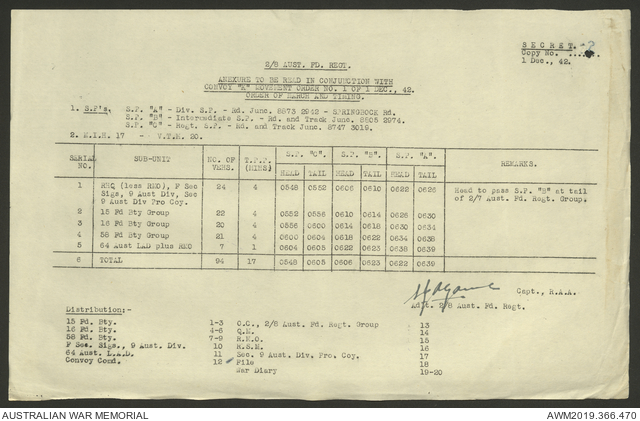 S E C R E T.
Copy No. ......
1 Dec., 42.
2/8 AUST. FD. REGT.
ANNEXURE TO BE READ IN CONJUNCTION WITH
CONVOY "K" MOVEMENT ORDER NO. 1 OF 1 DEC., 42.
ORDER OF MARCH AND TIMING.
1. S.P's. S.P. "A" - Div. S.P. - Rd. Junc. 8873 2942 - SPRINGBOCK Rd.
S.P. "B" - Intermediate S.P. - Rd. and Track Junc. 8805 2974.
S.P. "C" - Regt. S.P. - Rd. and Track Junc. 8747 3019.
2. M.I.H. 17 - V.T.H. 20.
SERIAL NO. SUB-UNIT NO. OF VEHS. T.P.P. (MINS) S.P. "C". S.P. "B". S.P. "A". REMARKS.
HEAD TAIL HEAD TAIL HEAD TAIL
1 RHQ (less REO), F Sec Sigs, 9 Aust Div, Sec 9 Aust Div Pro Coy. 24 4 0548 0552 0606 0610 0622 0626 Head to pass S.P. "B" at tail of 2/7 Aust Fd. Regt. Group.
2 15 Fd Bty Group 22 4 0552 0556 0610 0614 0626 0630
3 16 Fd Bty Group 20 4 0556 0600 0614 0618 0630 0634
4 58 Fd Bty Group 21 4 0600 0604 0618 0622 0634 0638
5 64 Aust LAD plus REO 7 1 0604 0605 0622 0623 0638 0639
6 TOTAL 94 17 0548 0605 0606 0623 0622 0639
Capt., R.A.A.
Adjt. 2/8 Aust. Fd. Regt.
Distribution:-
15 Fd. Bty. 1-3 O.C., 2/8 Aust. Fd. Regt. Group 13
16 Fd. Bty. 4-6 Q.M. 14
58 Fd. Bty. 7-9 R.M.O. 15
F Sec. Sigs., 9 Aust. Div. 10 R.S.M. 16
64 Aust. L.A.D. 11 Sec. 9 Aust. Div. Pro. Coy. 17
Convoy Comd. 12 File 18
War Diary 19-20
AUSTRALIAN WAR MEMORIAL AWM2019.366.470